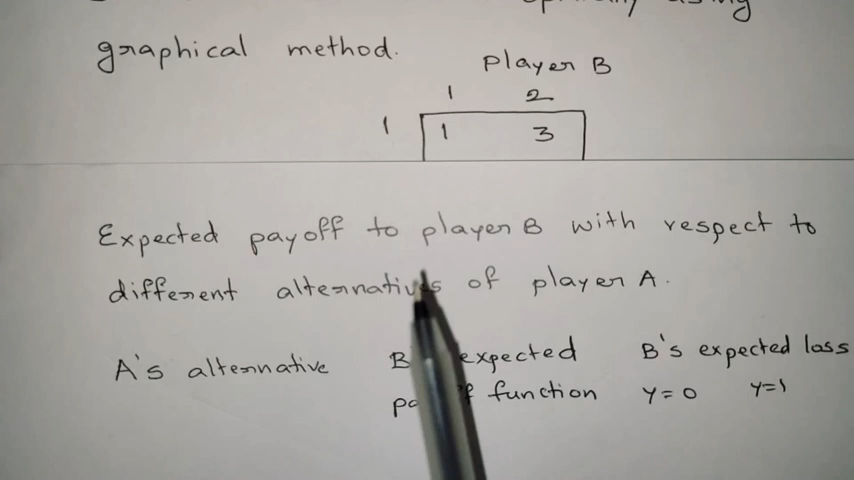 using
graphical method.
player B
1 2
1 1 3
Expected payoff to player B with respect to
different alternatives of player A.
A's alternative B's expected B's expected loss
function y=0 y=1